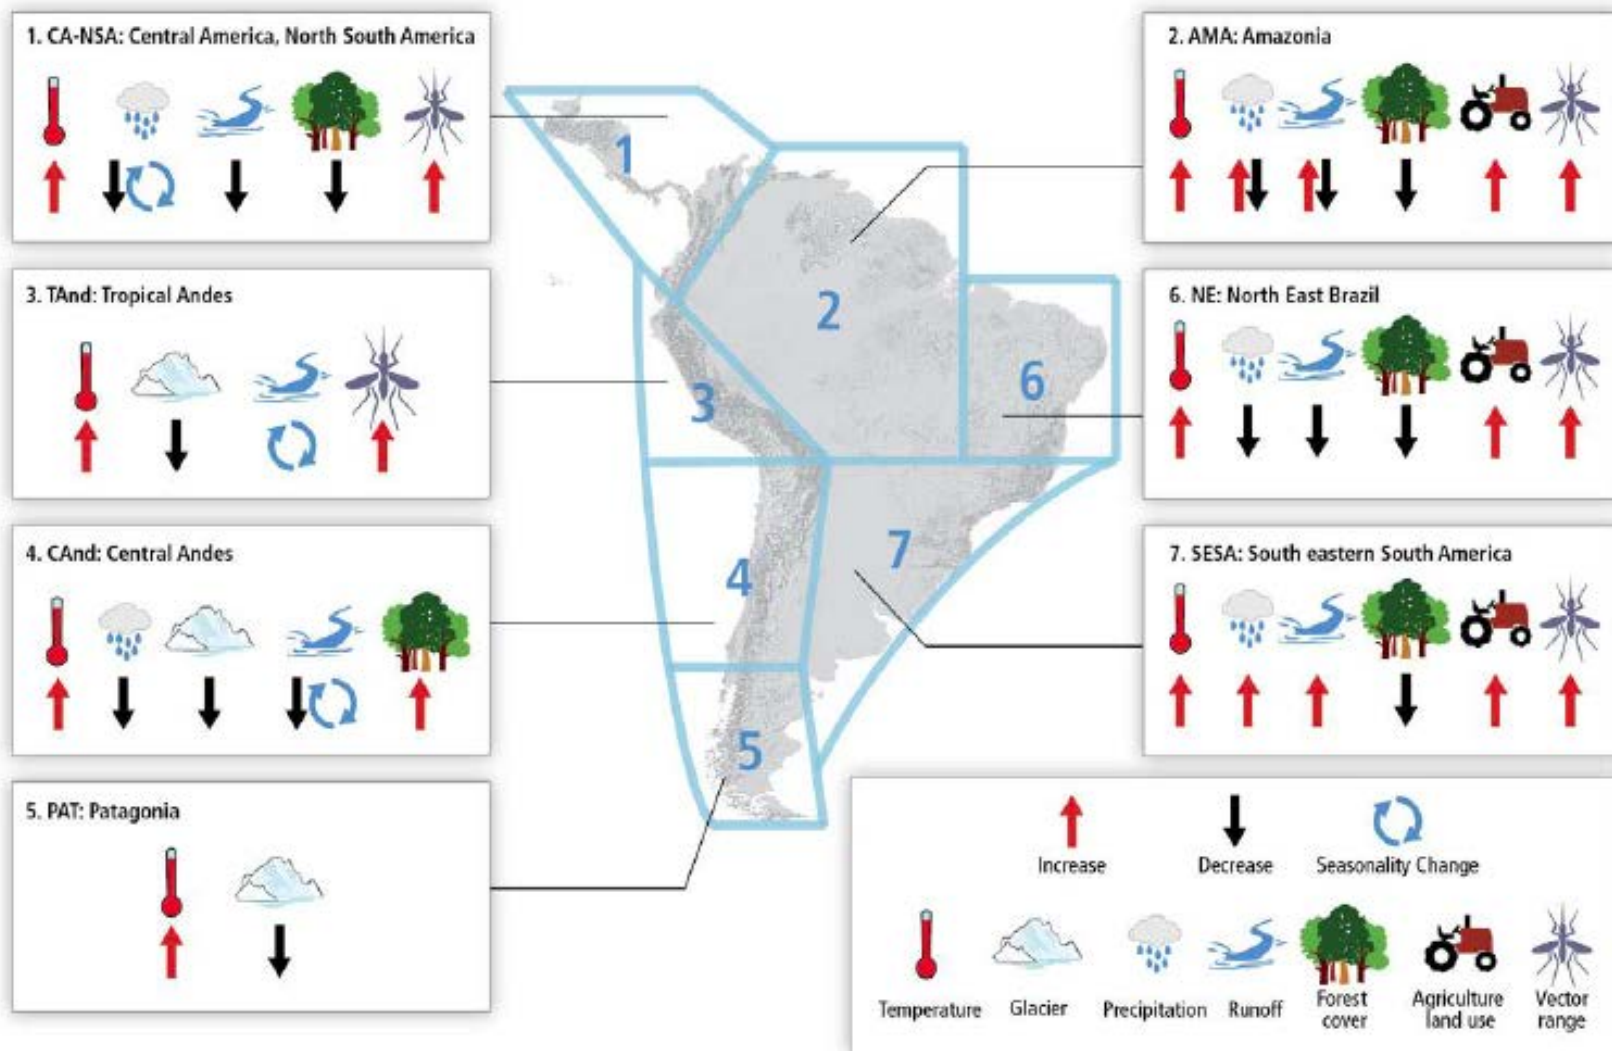 1. CA-NSA: Central America, North South America
2. AMA: Amazonia
3. TAnd: Tropical Andes
6. NE: North East Brazil
4. CAnd: Central Andes
7. SESA: South eastern South America
5. PAT: Patagonia
1
2
3
6
4
7
5
Increase
Decrease
Seasonality Change
Temperature
Glacier
Precipitation
Runoff
Forest
cover
Agriculture
land use
Vector
range